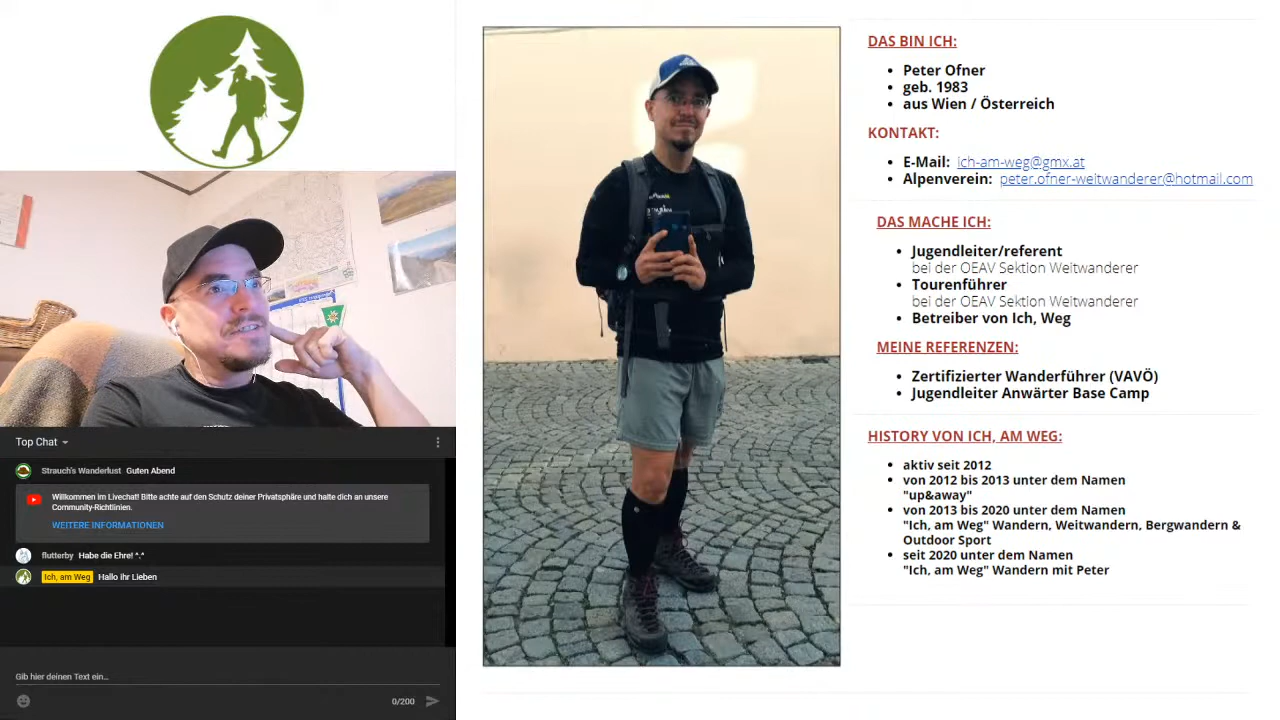 Top Chat
Strauch's Wanderlust Guten Abend
Willkommen im Livechat! Bitte achte auf den Schutz deiner Privatsphäre und halte dich an unsere
Community-Richtlinien.
WEITERE INFORMATIONEN
flutterby Habe die Ehre! ^.^
Ich, am Weg Hallo ihr Lieben
Gib hier deinen Text ein...
0/200
DAS BIN ICH:
Peter Ofner
geb. 1983
aus Wien / Österreich
KONTAKT:
E-Mail: ich-am-weg@gmx.at
Alpenverein: peter.ofner-weitwanderer@hotmail.com
DAS MACHE ICH:
Jugendleiter/referent
bei der OEAV Sektion Weitwanderer
Tourenführer
bei der OEAV Sektion Weitwanderer
Betreiber von Ich, Weg
MEINE REFERENZEN:
Zertifizierter Wanderführer (VAVÖ)
Jugendleiter Anwärter Base Camp
HISTORY VON ICH, AM WEG:
aktiv seit 2012
von 2012 bis 2013 unter dem Namen
"up&away"
von 2013 bis 2020 unter dem Namen
"Ich, am Weg" Wandern, Weitwandern, Bergwandern &
Outdoor Sport
seit 2020 unter dem Namen
"Ich, am Weg" Wandern mit Peter